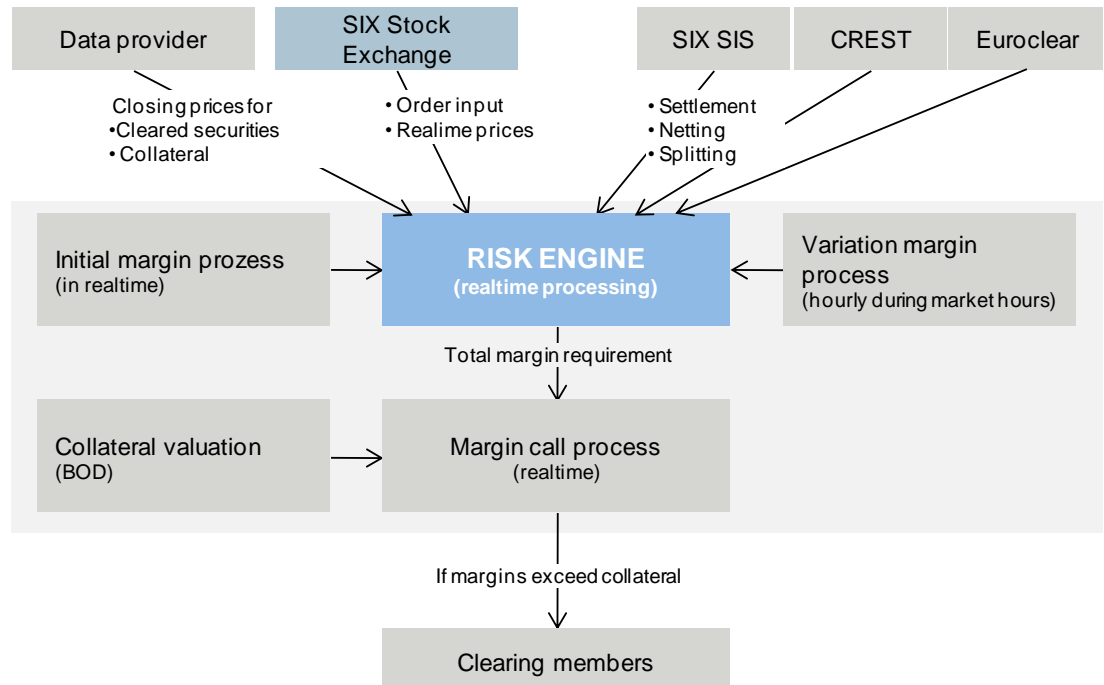 Data provider
SIX Stock
Exchange
SIX SIS
CREST
Euroclear
Closing prices for
•Cleared securities
• Collateral
• Order input
• Realime prices
• Settlement
• Netting
• Splitting
Initial margin prozess
(in realtime)
RISK ENGINE
(realtime processing)
Variation margin
process
(hourly during market hours)
Total margin requirement
Collateral valuation
(BOD)
Margin call process
(realtime)
If margins exceed collateral
Clearing members